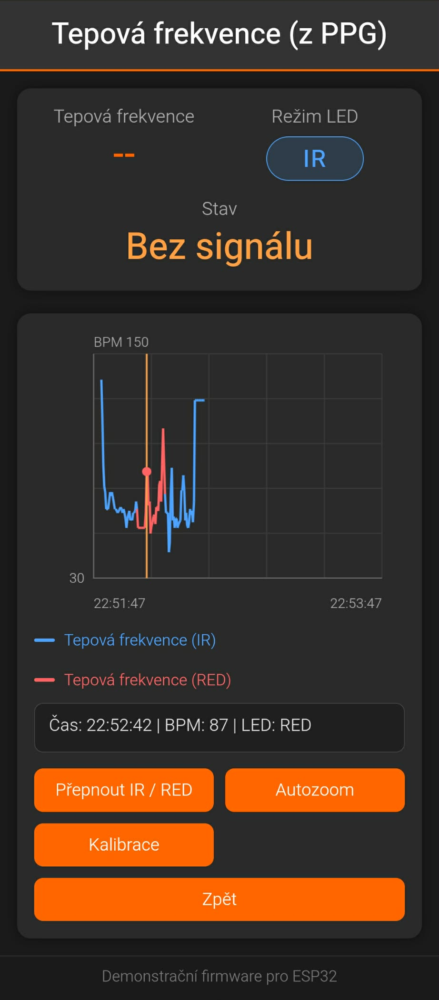 Tepová frekvence (z PPG)
Tepová frekvence
Režim LED
--
IR
Stav
Bez signálu
BPM 150
30
22:51:47
22:53:47
Tepová frekvence (IR)
Tepová frekvence (RED)
Čas: 22:52:42 | BPM: 87 | LED: RED
Přepnout IR / RED
Autozoom
Kalibrace
Zpět
Demonstrační firmware pro ESP32